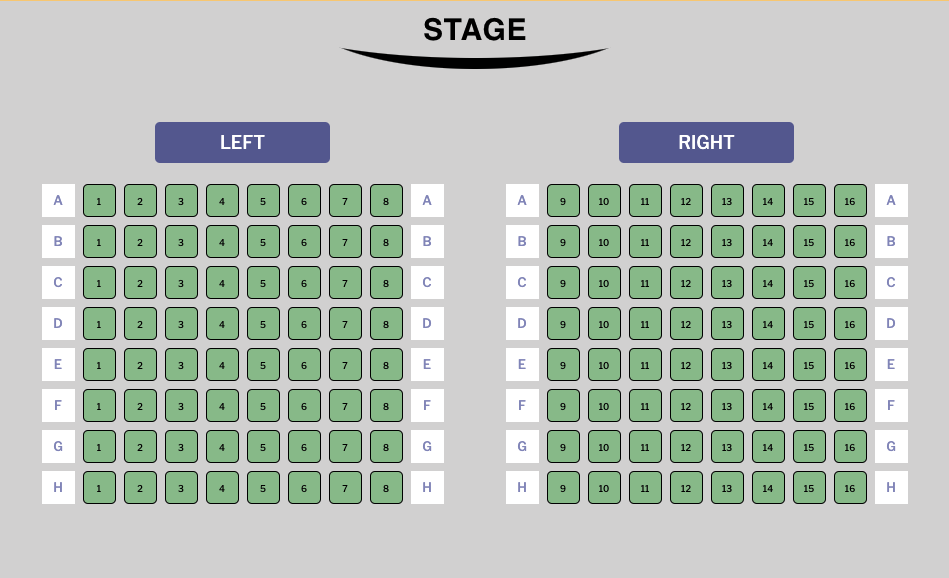 STAGE
LEFT RIGHT
A 1 2 3 4 5 6 7 8 A A 9 10 11 12 13 14 15 16 A
B 1 2 3 4 5 6 7 8 B B 9 10 11 12 13 14 15 16 B
C 1 2 3 4 5 6 7 8 C C 9 10 11 12 13 14 15 16 C
D 1 2 3 4 5 6 7 8 D D 9 10 11 12 13 14 15 16 D
E 1 2 3 4 5 6 7 8 E E 9 10 11 12 13 14 15 16 E
F 1 2 3 4 5 6 7 8 F F 9 10 11 12 13 14 15 16 F
G 1 2 3 4 5 6 7 8 G G 9 10 11 12 13 14 15 16 G
H 1 2 3 4 5 6 7 8 H H 9 10 11 12 13 14 15 16 H